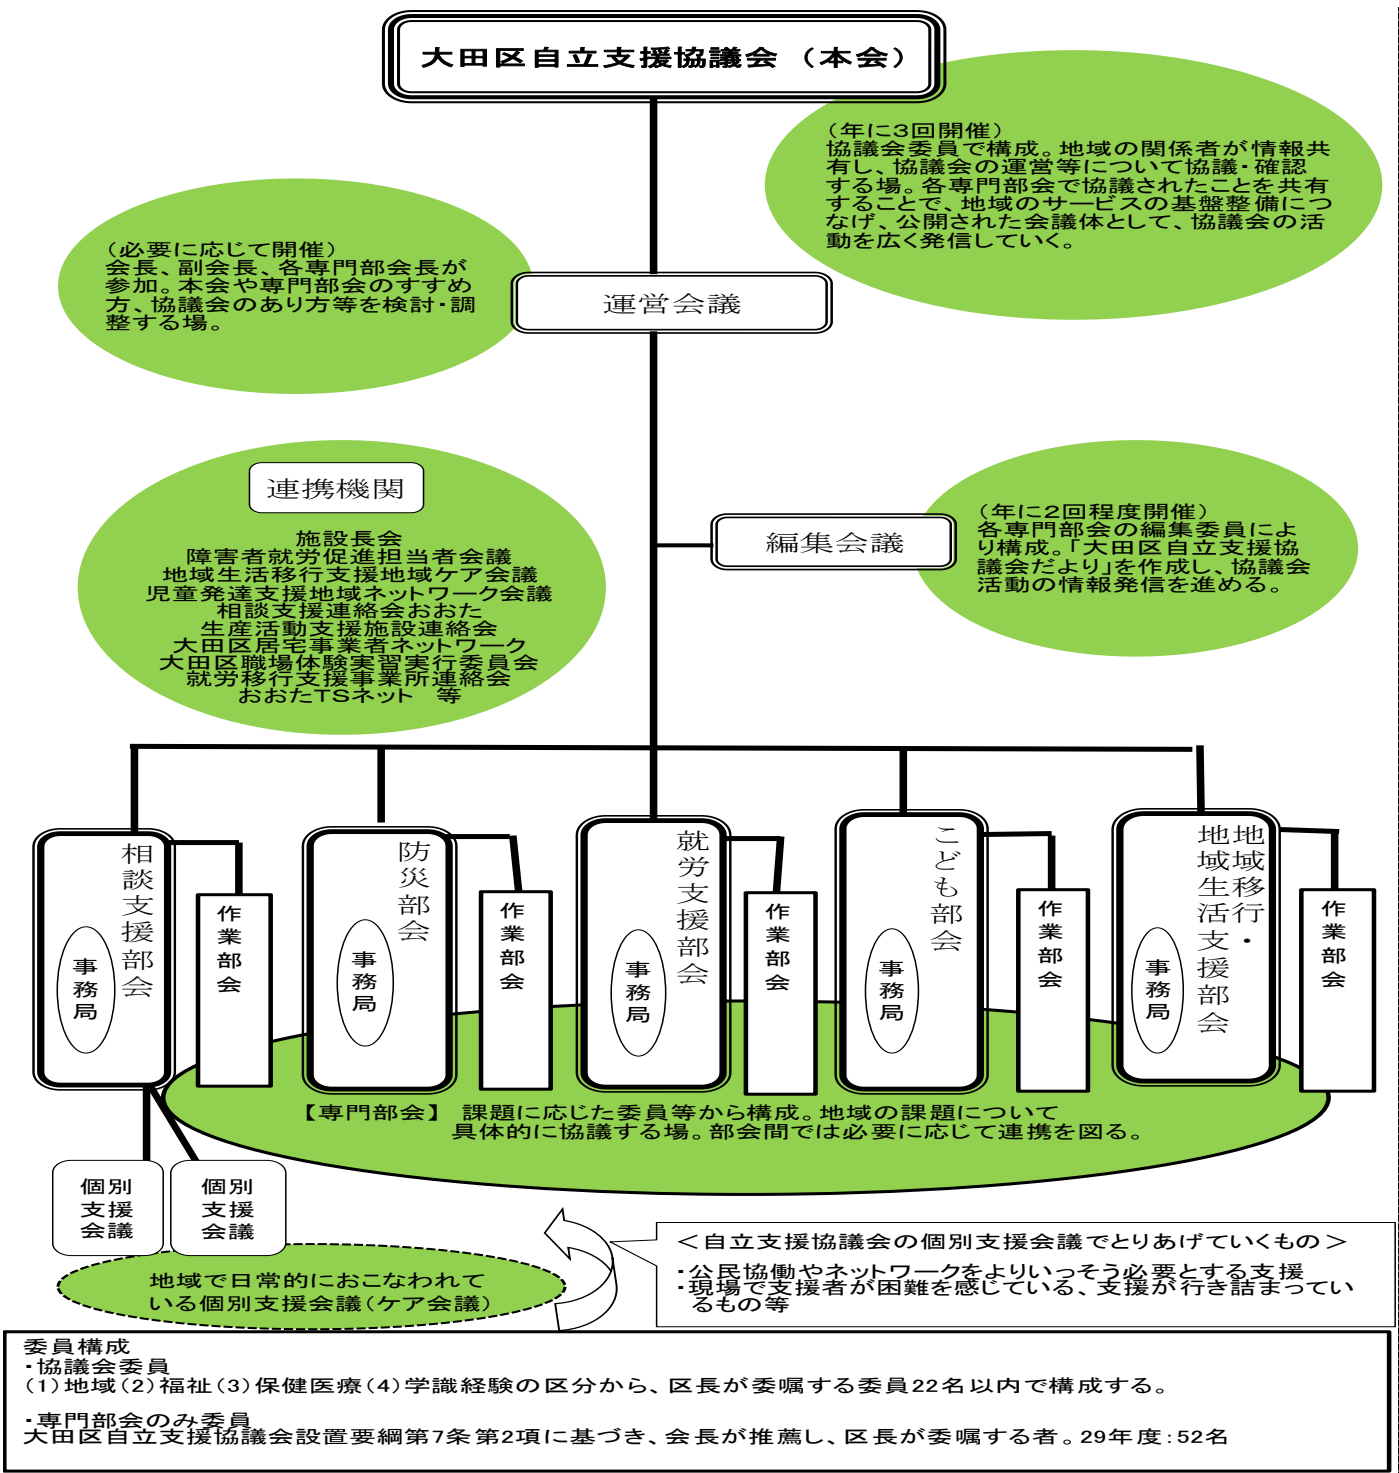 大田区自立支援協議会（本会）
（年に3回開催）
協議会委員で構成。地域の関係者が情報共
有し、協議会の運営等について協議・確認
する場。各専門部会で協議されたことを共有
することで、地域のサービスの基盤整備につ
なげ、公開された会議体として、協議会の活
動を広く発信していく。
（必要に応じて開催）
会長、副会長、各専門部会長が
参加。本会や専門部会のすすめ
方、協議会のあり方等を検討・調
整する場。
運営会議
連携機関
施設長会
障害者就労促進担当者会議
地域生活移行支援地域ケア会議
児童発達支援地域ネットワーク会議
相談支援連絡会おおた
生産活動支援施設連絡会
大田区居宅事業者ネットワーク
大田区職場体験実習実行委員会
就労移行支援事業所連絡会
おおたTSネット　等
編集会議
（年に2回程度開催）
各専門部会の編集委員によ
り構成。「大田区自立支援協
議会だより」を作成し、協議会
活動の情報発信を進める。
相談支援部会
事務局
作業部会
防災部会
事務局
作業部会
就労支援部会
事務局
作業部会
こども部会
事務局
作業部会
地域移行・
地域生活支援部会
事務局
作業部会
【専門部会】　課題に応じた委員等から構成。地域の課題について
具体的に協議する場。部会間では必要に応じて連携を図る。
個別
支援
会議
個別
支援
会議
地域で日常的におこなわれて
いる個別支援会議（ケア会議）
＜自立支援協議会の個別支援会議でとりあげていくもの＞
・公民協働やネットワークをよりいっそう必要とする支援
・現場で支援者が困難を感じている、支援が行き詰まってい
るもの等
委員構成
・協議会委員
(1)地域(2)福祉(3)保健医療(4)学識経験の区分から、区長が委嘱する委員22名以内で構成する。
・専門部会のみ委員
大田区自立支援協議会設置要綱第7条第2項に基づき、会長が推薦し、区長が委嘱する者。29年度：52名